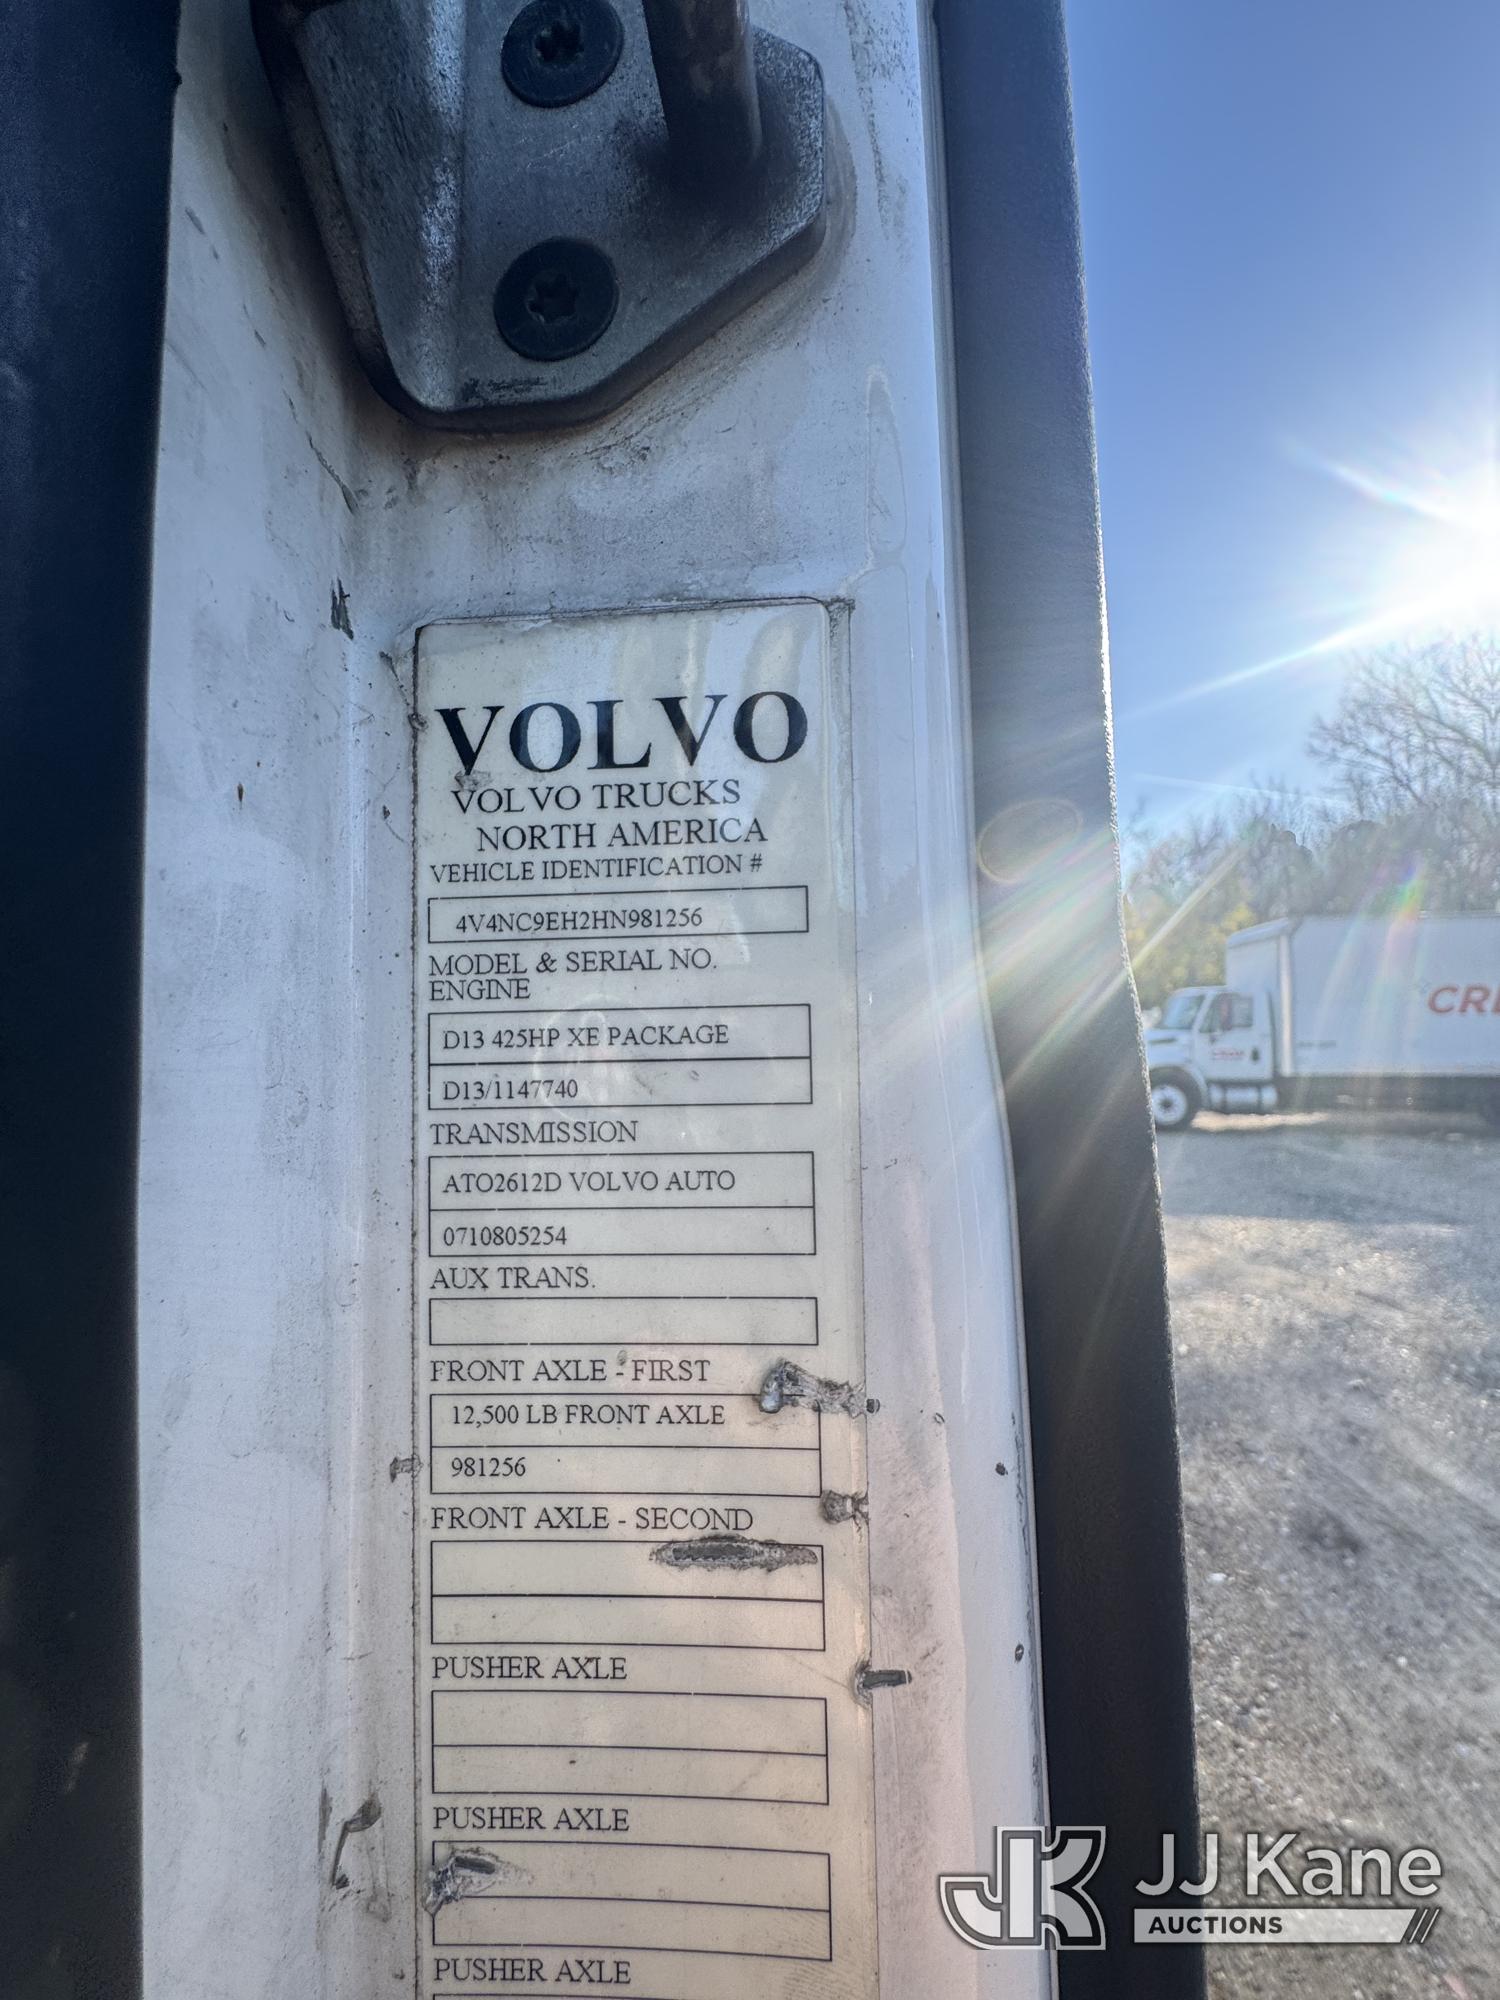 VOLVO
VOLVO TRUCKS
NORTH AMERICA
VEHICLE IDENTIFICATION #
4V4NC9EH2HN981256
MODEL & SERIAL NO.
ENGINE
D13 425HP XE PACKAGE
D13/1147740
TRANSMISSION
ATO2612D VOLVO AUTO
0710805254
AUX TRANS.
FRONT AXLE - FIRST
12,500 LB FRONT AXLE
981256
FRONT AXLE - SECOND
PUSHER AXLE
PUSHER AXLE
PUSHER AXLE
CRE
JK
JJ Kane
AUCTIONS